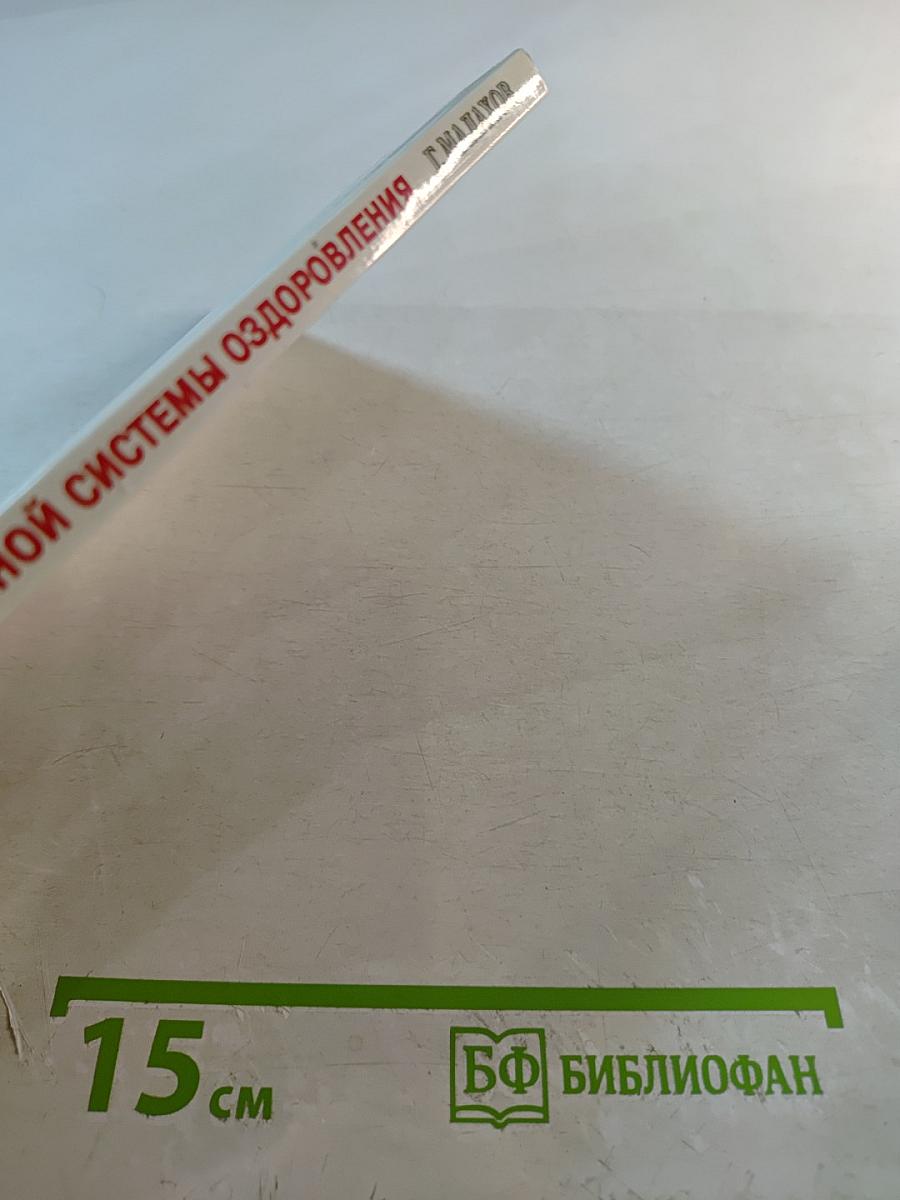 НОЙ СИСТЕМЫ ОЗДОРОВЛЕНИЯ Г.МАЛАХОВ
15 см
БФ БИБЛИОФАН